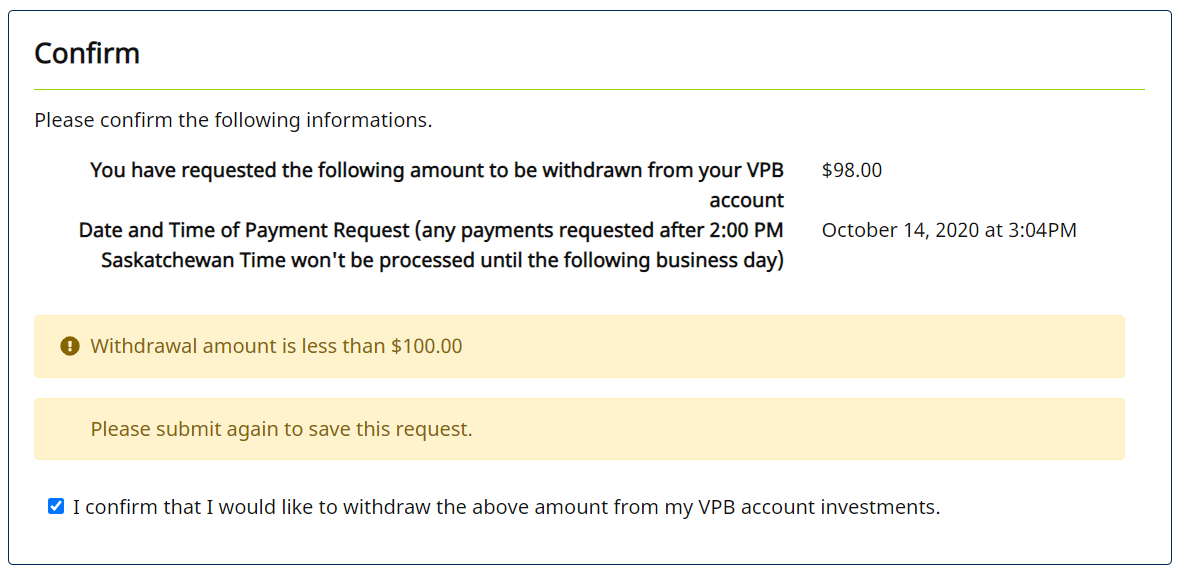 Confirm
Please confirm the following informations.
You have requested the following amount to be withdrawn from your VPB $98.00
account
Date and Time of Payment Request (any payments requested after 2:00 PM October 14, 2020 at 3:04PM
Saskatchewan Time won't be processed until the following business day)
Withdrawal amount is less than $100.00
Please submit again to save this request.
I confirm that I would like to withdraw the above amount from my VPB account investments.